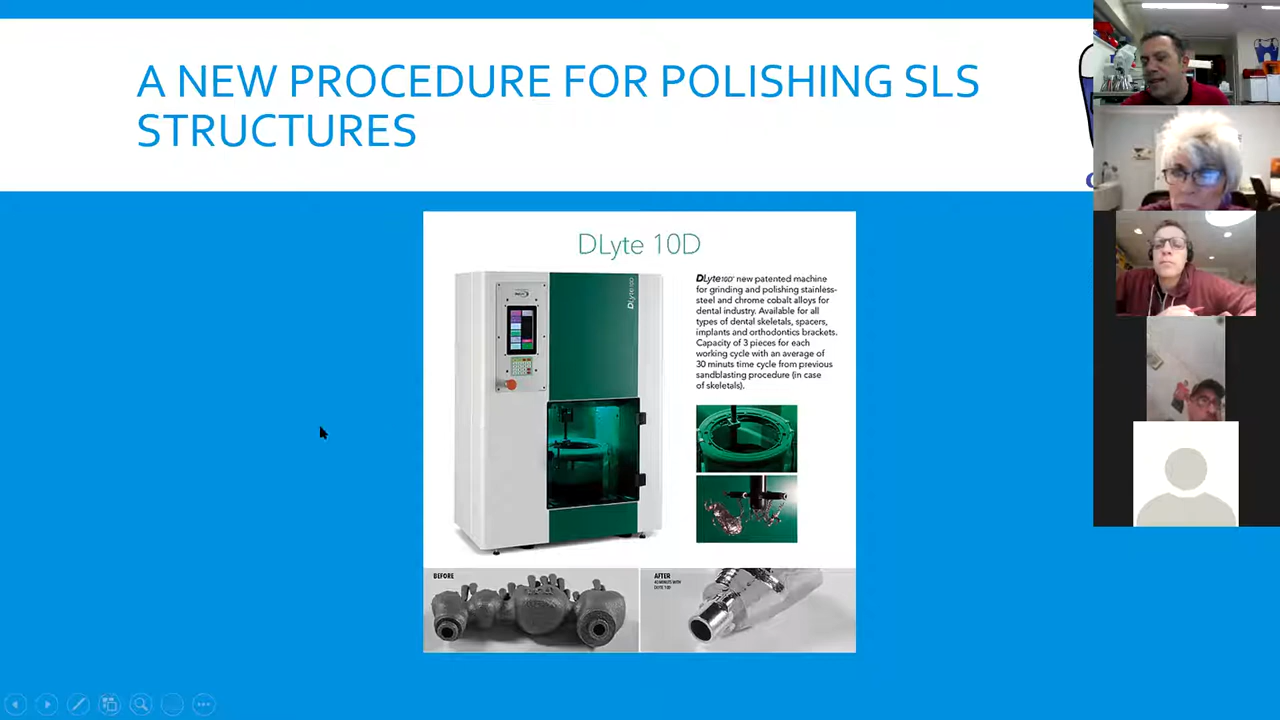 A NEW PROCEDURE FOR POLISHING SLS
STRUCTURES
DLyte 10D
DLyte10D' new patented machine
for grinding and polishing stainless-
steel and chrome cobalt alloys for
dental industry. Available for all
types of dental skeletals, spacers,
implants and orthodontics brackets.
Capacity of 3 pieces for each
working cycle with an average of
30 minuts time cycle from previous
sandblasting procedure (in case
of skeletals).
DLyte 10D
BEFORE
AFTER